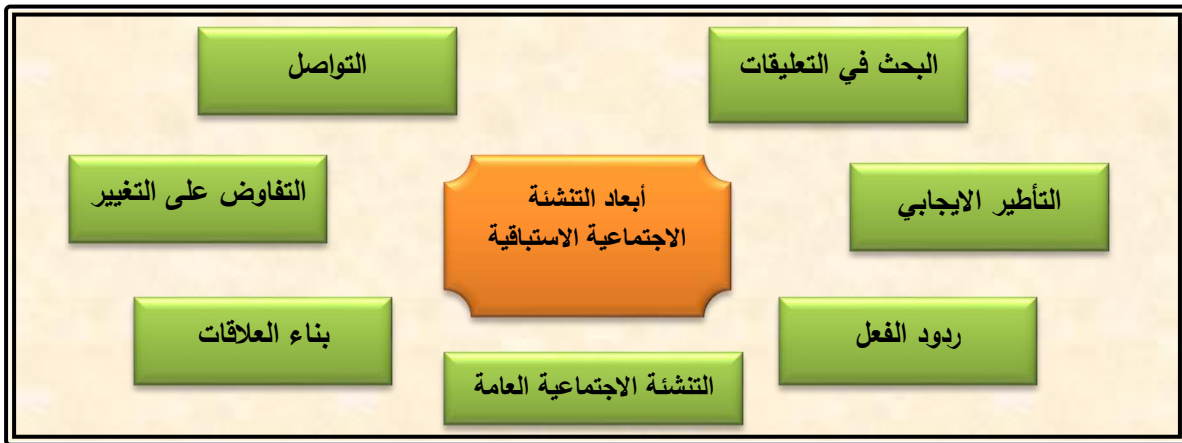 البحث في التعليقات
التواصل
التأطير الايجابي
أبعاد التنشئة
الاجتماعية الاستباقية
التفاوض على التغيير
ردود الفعل
بناء العلاقات
التنشئة الاجتماعية العامة